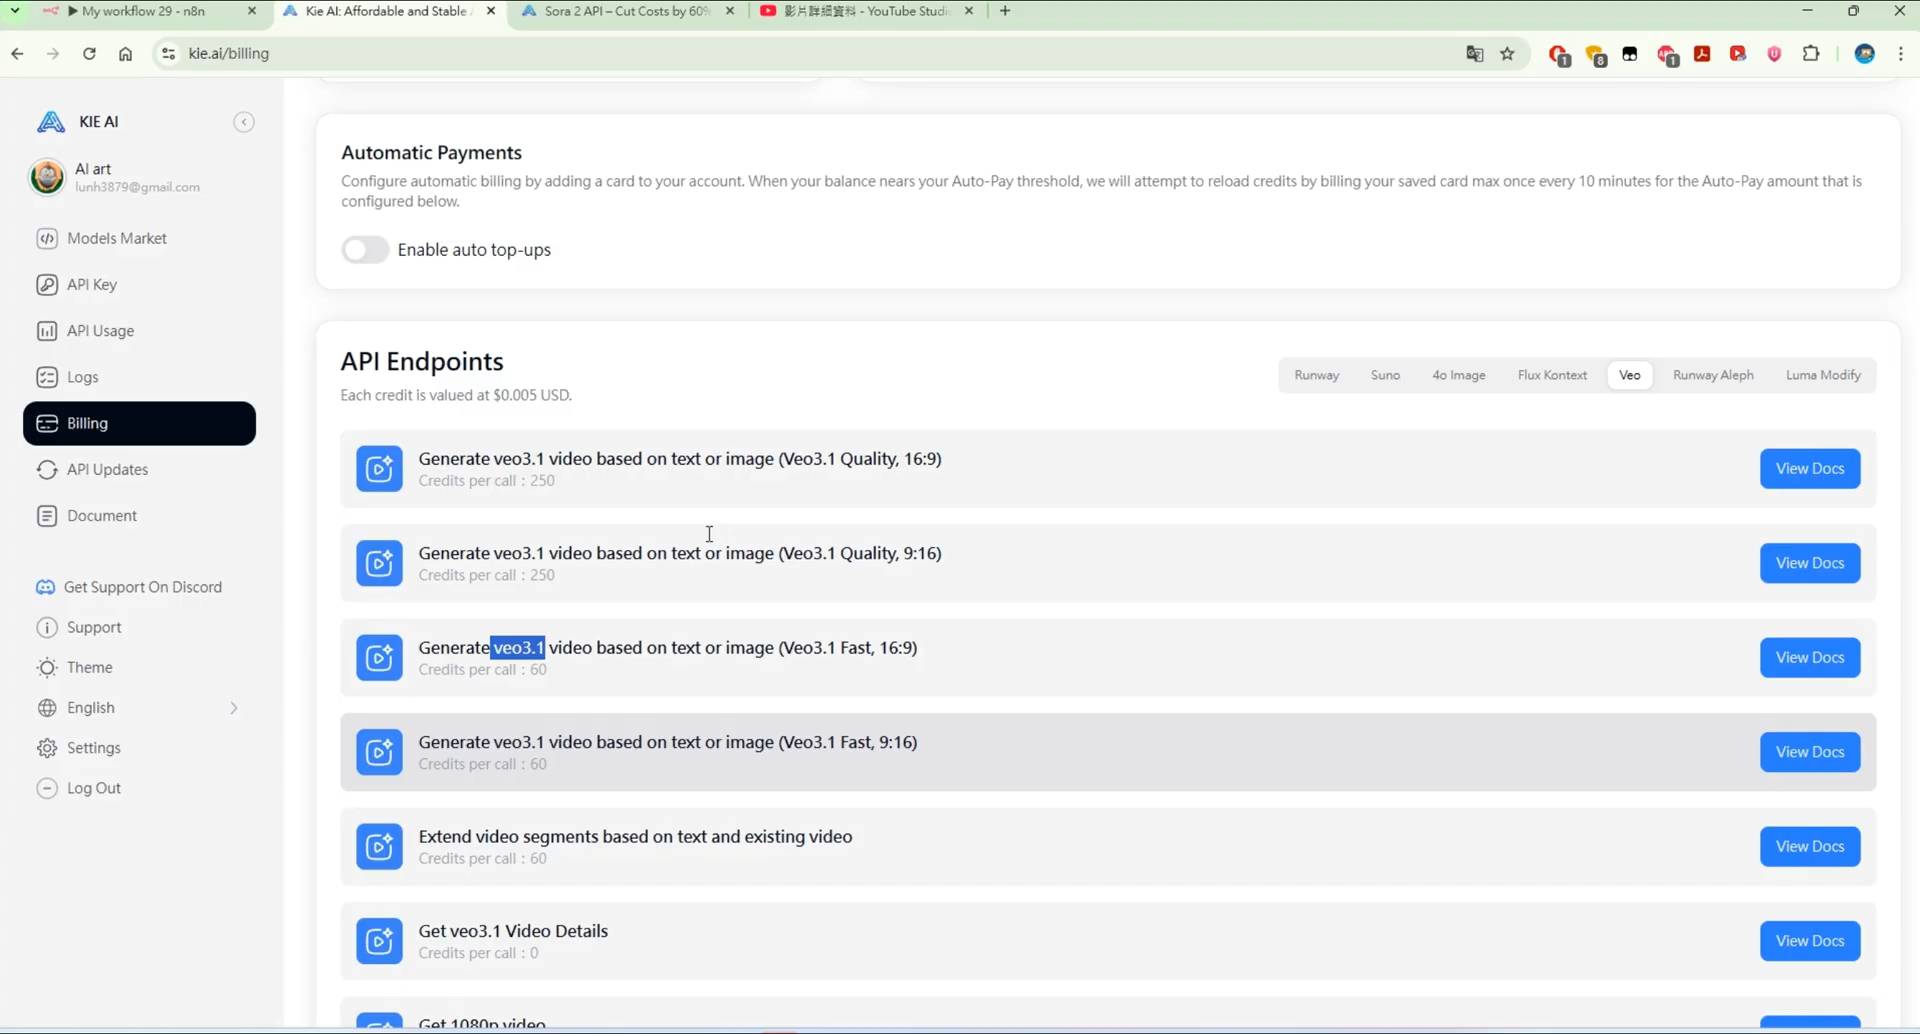 My workflow 29 - n8n
Kie AI: Affordable and Stable
Sora 2 API – Cut Costs by 60%
影片詳細資料 - YouTube Studi
kie.ai/billing
1
8
1
KIE AI
AI art
lunh3879@gmail.com
Models Market
API Key
API Usage
Logs
Billing
API Updates
Document
Get Support On Discord
Support
Theme
English
Settings
Log Out
Automatic Payments
Configure automatic billing by adding a card to your account. When your balance nears your Auto-Pay threshold, we will attempt to reload credits by billing your saved card max once every 10 minutes for the Auto-Pay amount that is
configured below.
Enable auto top-ups
API Endpoints
Each credit is valued at $0.005 USD.
Runway Suno 4o Image Flux Kontext Veo Runway Aleph Luma Modify
Generate veo3.1 video based on text or image (Veo3.1 Quality, 16:9)
Credits per call : 250
View Docs
Generate veo3.1 video based on text or image (Veo3.1 Quality, 9:16)
Credits per call : 250
View Docs
Generate veo3.1 video based on text or image (Veo3.1 Fast, 16:9)
Credits per call : 60
View Docs
Generate veo3.1 video based on text or image (Veo3.1 Fast, 9:16)
Credits per call : 60
View Docs
Extend video segments based on text and existing video
Credits per call : 60
View Docs
Get veo3.1 Video Details
Credits per call : 0
View Docs
Get 1080p video